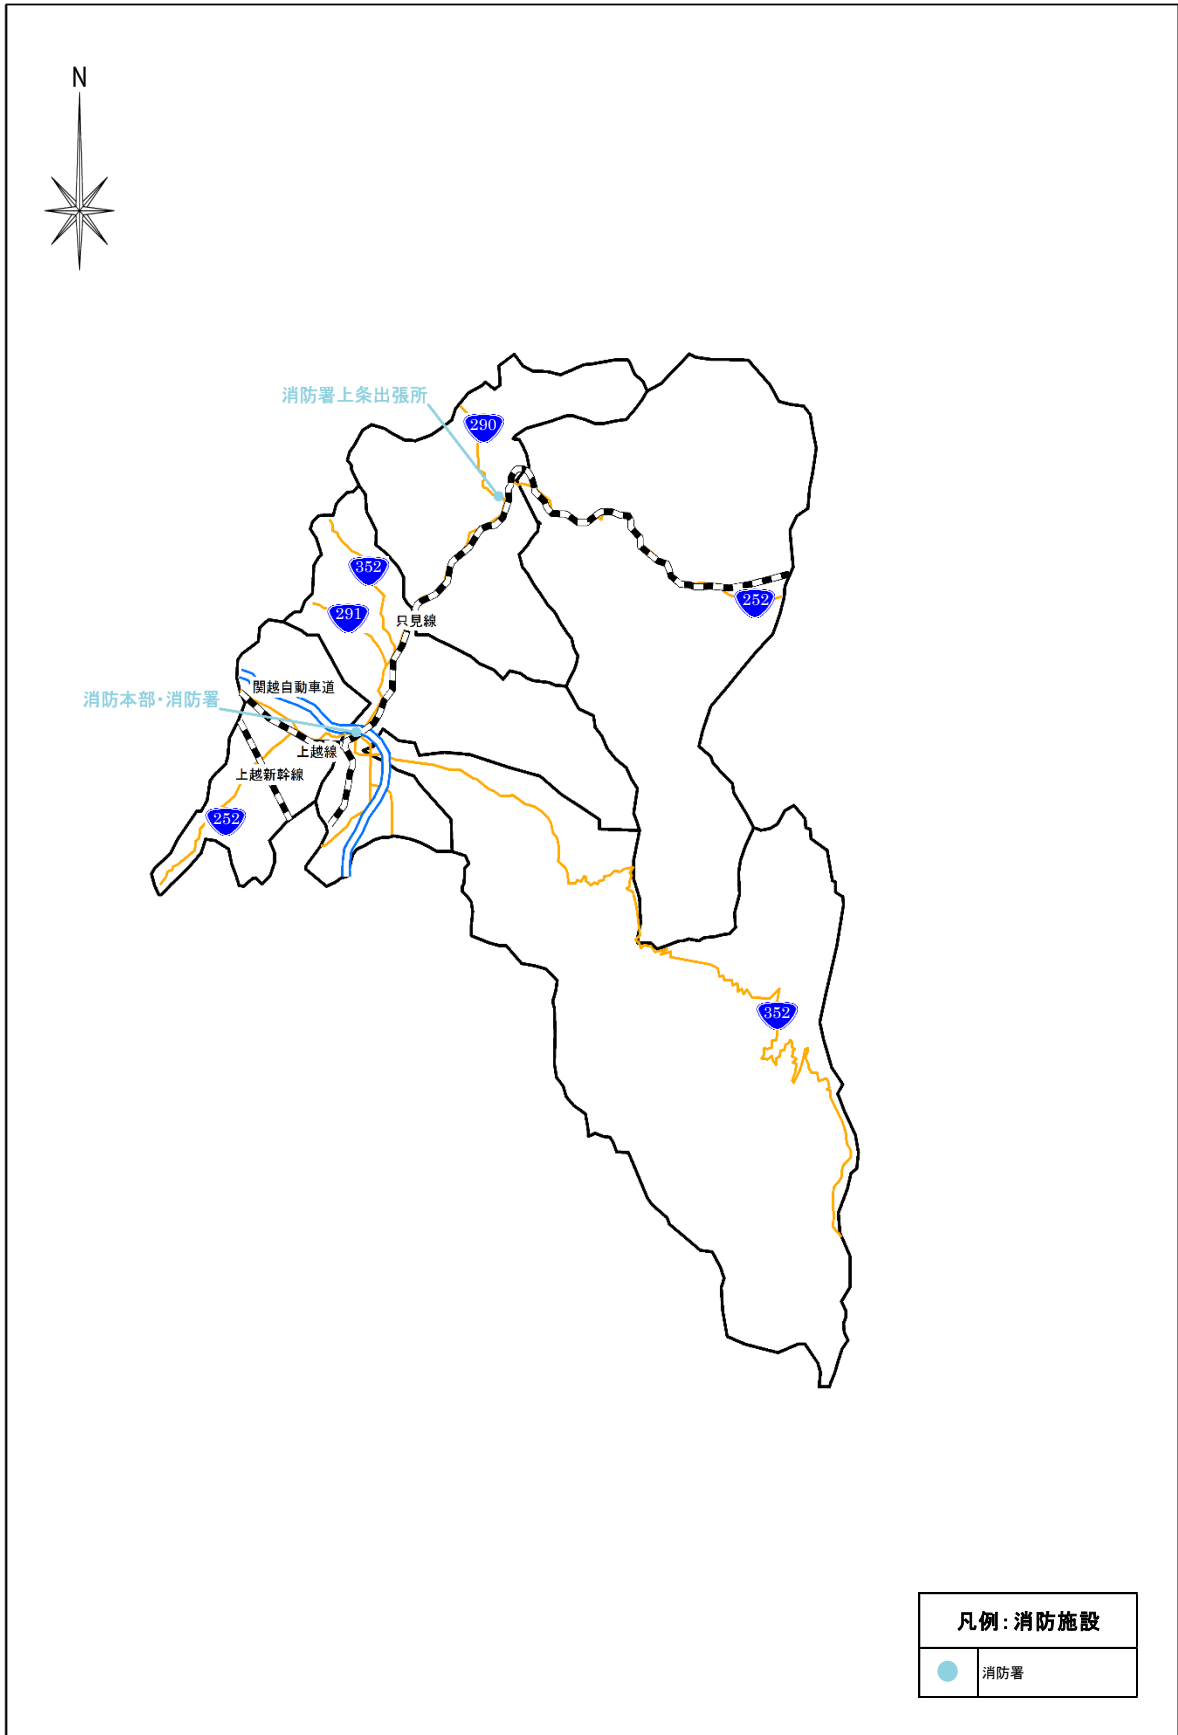 N
消防署上条出張所
290
352
291
252
只見線
関越自動車道
消防本部・消防署
上越線
上越新幹線
252
352
凡例：消防施設
消防署